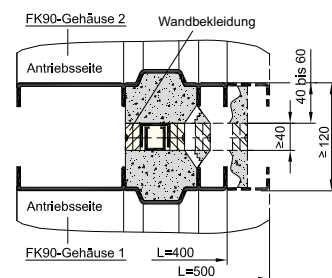 FK90-Gehäuse 2
Wandbekleidung
Antriebsseite
40 bis 60
≥40
≥120
Antriebsseite
FK90-Gehäuse 1
L=400
L=500